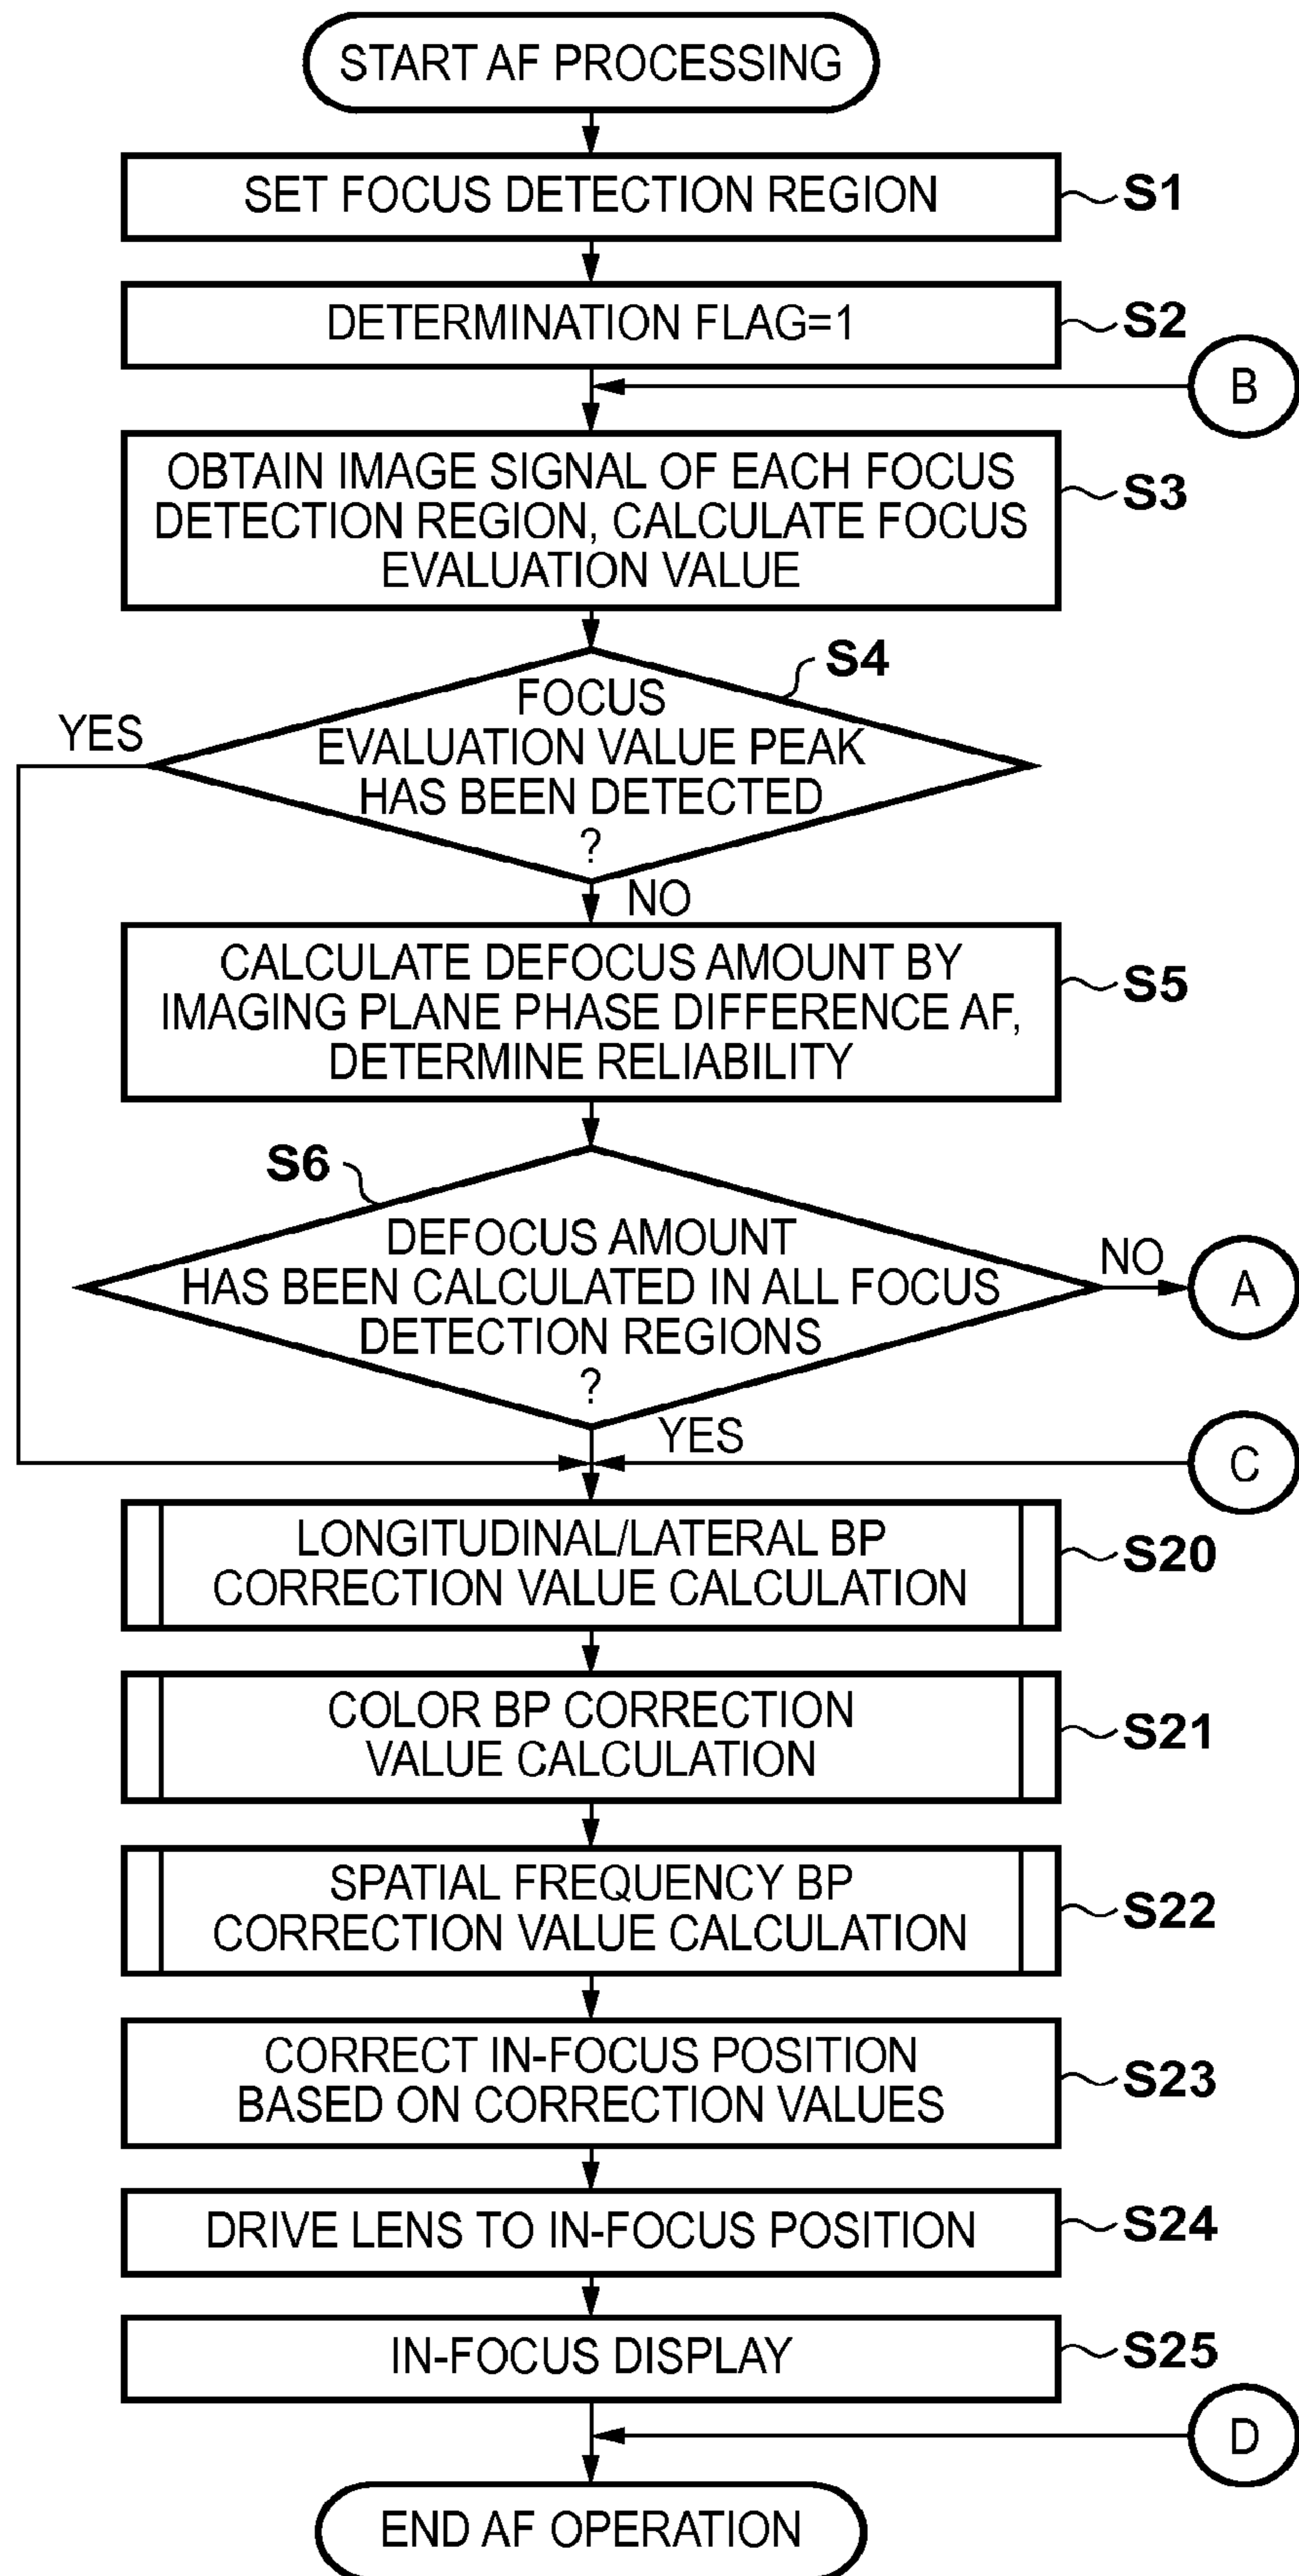 START AF PROCESSING
SET FOCUS DETECTION REGION
S1
DETERMINATION FLAG=1
S2
B
OBTAIN IMAGE SIGNAL OF EACH FOCUS
DETECTION REGION, CALCULATE FOCUS
EVALUATION VALUE
S3
S4
FOCUS
EVALUATION VALUE PEAK
HAS BEEN DETECTED
?
YES
NO
CALCULATE DEFOCUS AMOUNT BY
IMAGING PLANE PHASE DIFFERENCE AF,
DETERMINE RELIABILITY
S5
S6
DEFOCUS AMOUNT
HAS BEEN CALCULATED IN ALL FOCUS
DETECTION REGIONS
?
NO
A
YES
C
LONGITUDINAL/LATERAL BP
CORRECTION VALUE CALCULATION
S20
COLOR BP CORRECTION
VALUE CALCULATION
S21
SPATIAL FREQUENCY BP
CORRECTION VALUE CALCULATION
S22
CORRECT IN-FOCUS POSITION
BASED ON CORRECTION VALUES
S23
DRIVE LENS TO IN-FOCUS POSITION
S24
IN-FOCUS DISPLAY
S25
D
END AF OPERATION